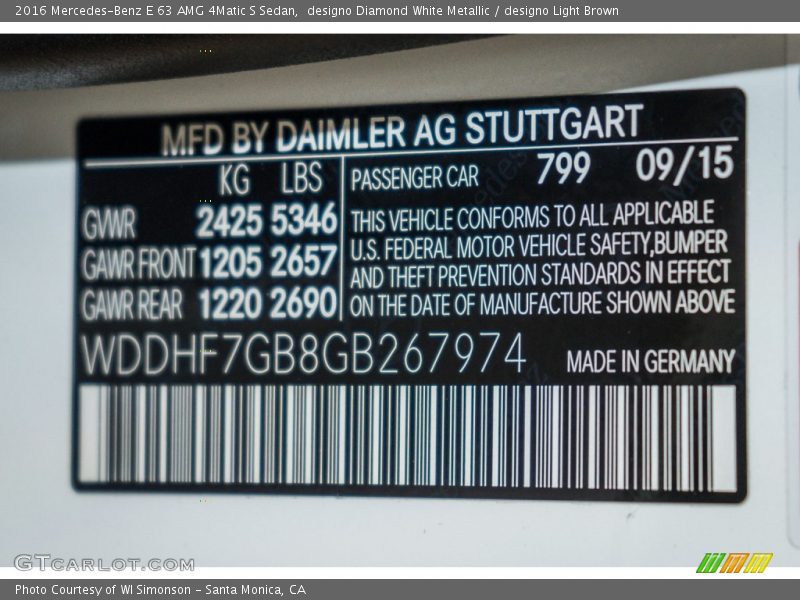 2016 Mercedes-Benz E 63 AMG 4Matic S Sedan,  designo Diamond White Metallic / designo Light Brown
MFD BY DAIMLER AG STUTTGART
KG LBS
GVWR 2425 5346
GAWR FRONT 1205 2657
GAWR REAR 1220 2690
PASSENGER CAR 799 09/15
THIS VEHICLE CONFORMS TO ALL APPLICABLE
U.S. FEDERAL MOTOR VEHICLE SAFETY, BUMPER
AND THEFT PREVENTION STANDARDS IN EFFECT
ON THE DATE OF MANUFACTURE SHOWN ABOVE
WDDHF7GB8GB267974
MADE IN GERMANY
GTCARLOT.COM
Photo Courtesy of WI Simonson - Santa Monica, CA